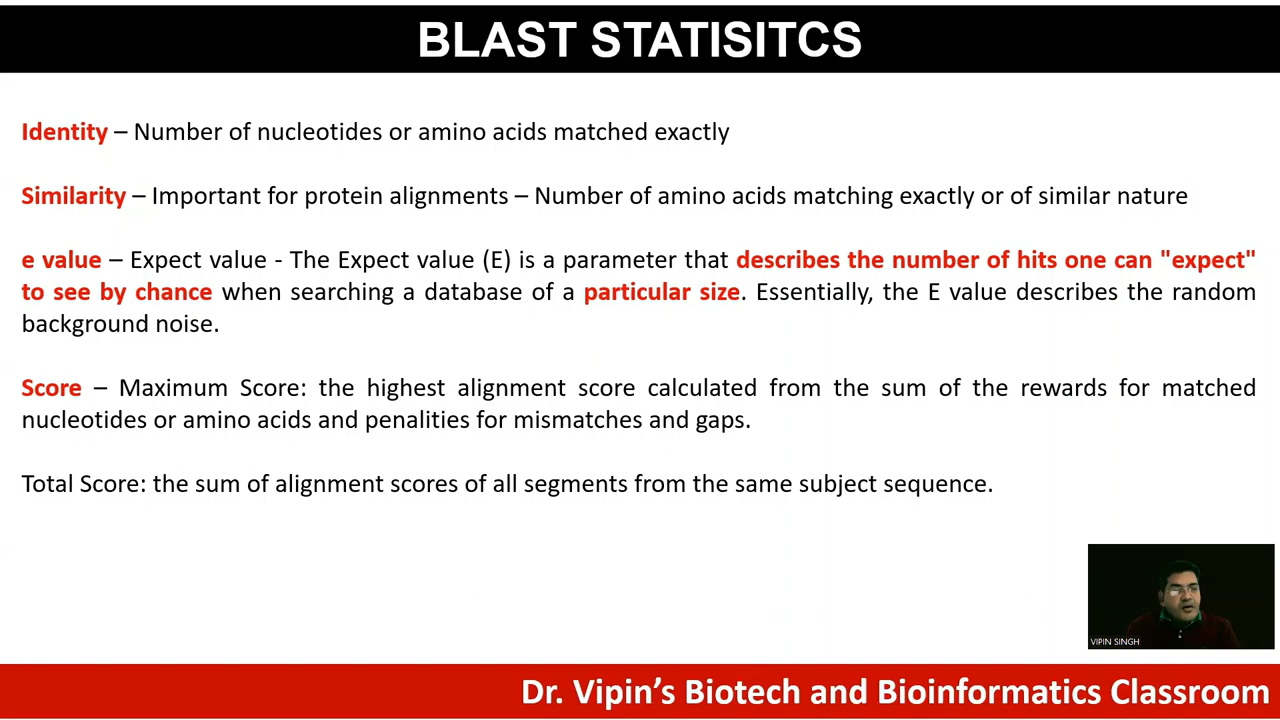 BLAST STATISITCS
Identity – Number of nucleotides or amino acids matched exactly
Similarity – Important for protein alignments – Number of amino acids matching exactly or of similar nature
e value – Expect value - The Expect value (E) is a parameter that describes the number of hits one can "expect"
to see by chance when searching a database of a particular size. Essentially, the E value describes the random
background noise.
Score – Maximum Score: the highest alignment score calculated from the sum of the rewards for matched
nucleotides or amino acids and penalities for mismatches and gaps.
Total Score: the sum of alignment scores of all segments from the same subject sequence.
VIPIN SINGH
Dr. Vipin’s Biotech and Bioinformatics Classroom